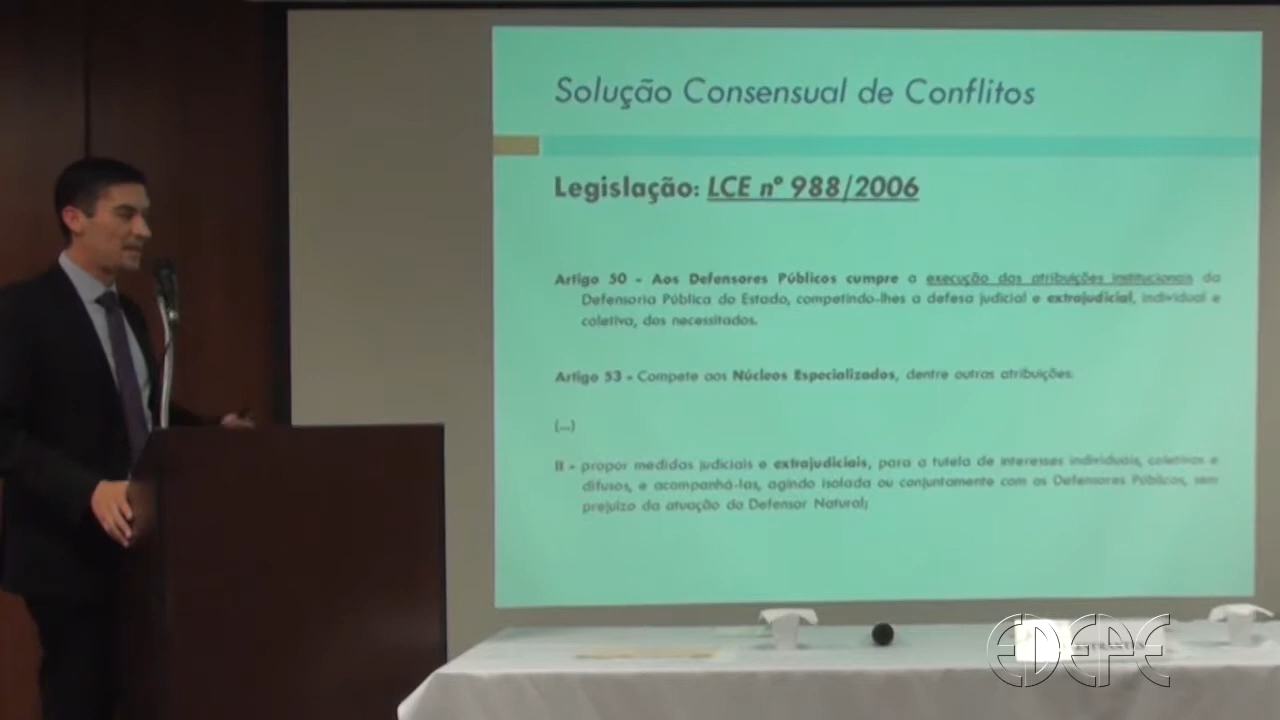 Solução Consensual de Conflitos
Legislação: LCE nº 988/2006
Artigo 50 - Aos Defensores Públicos cumpre a execução das atribuições institucionais da
Defensoria Pública do Estado, competindo-lhes a defesa judicial e extrajudicial, individual e
coletiva, dos necessitados.
Artigo 53 - Compete aos Núcleos Especializados, dentre outras atribuições:
(...)
II - propor medidas judiciais e extrajudiciais, para a tutela de interesses individuais, coletivos e
difusos, e acompanhá-las, agindo isolada ou conjuntamente com os Defensores Públicos, sem
prejuízo da atuação do Defensor Natural;
EDEPE